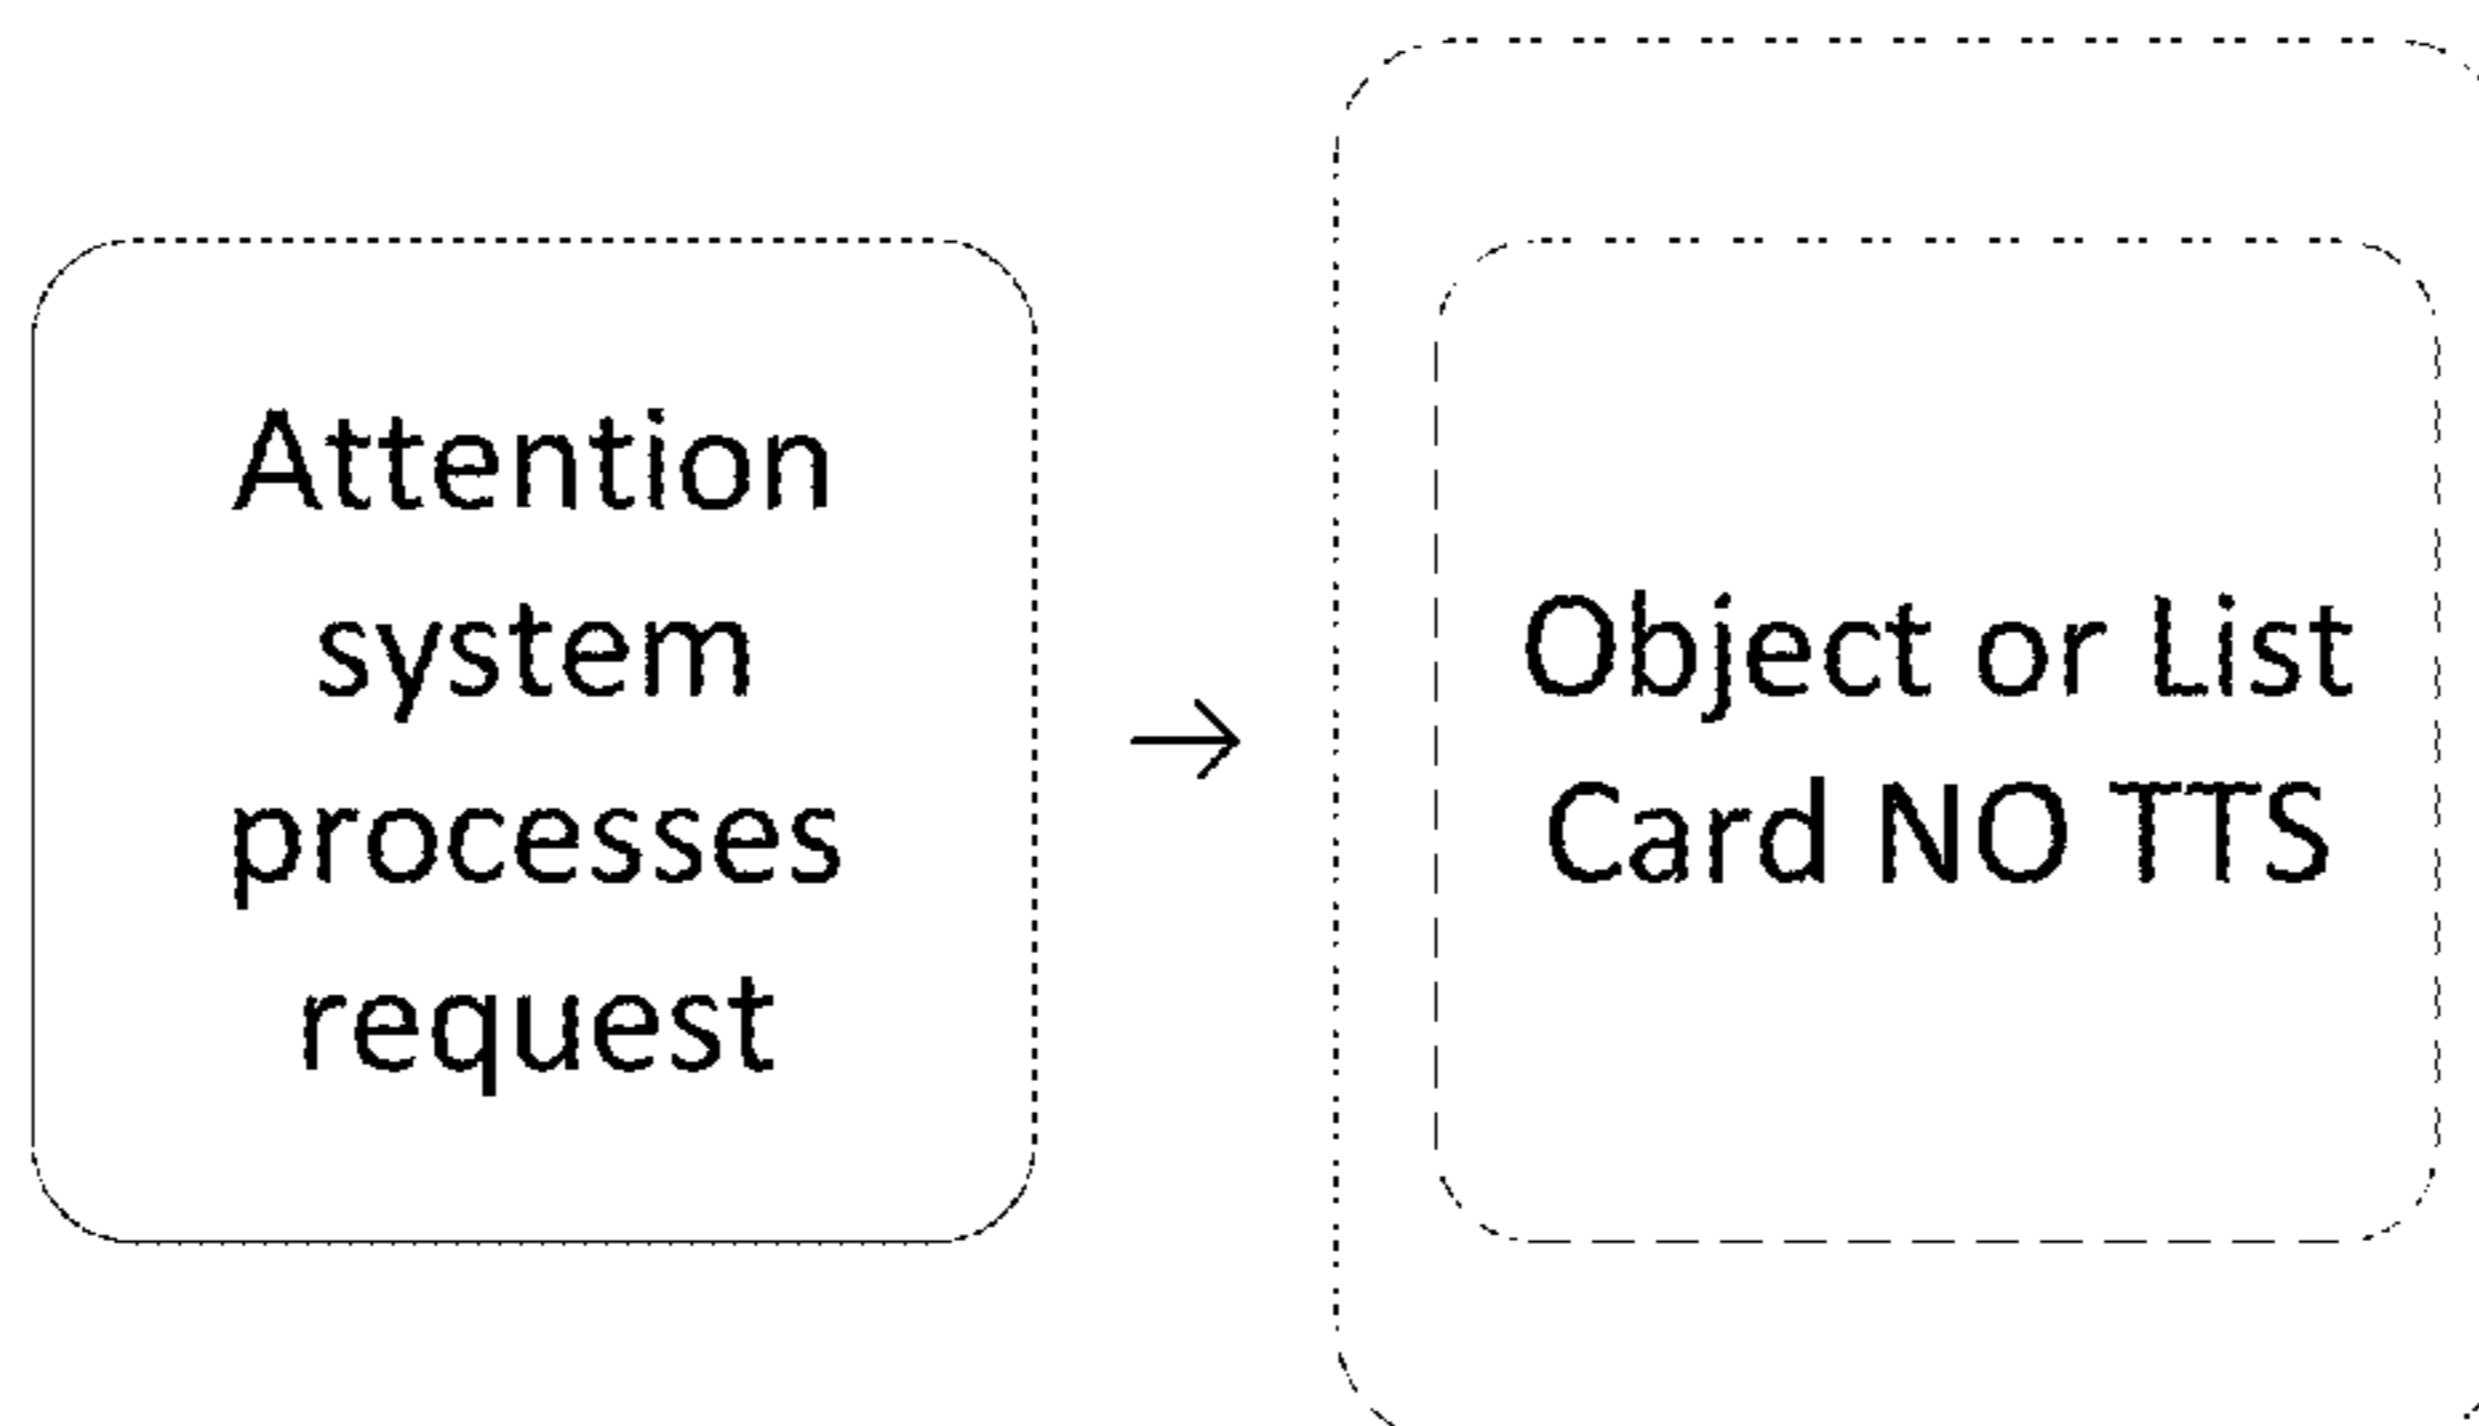 Attention
system
processes
request
Object or List
Card NO TTS